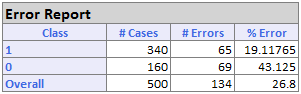 Error Report
Class # Cases # Errors % Error
1 340 65 19.11765
0 160 69 43.125
Overall 500 134 26.8